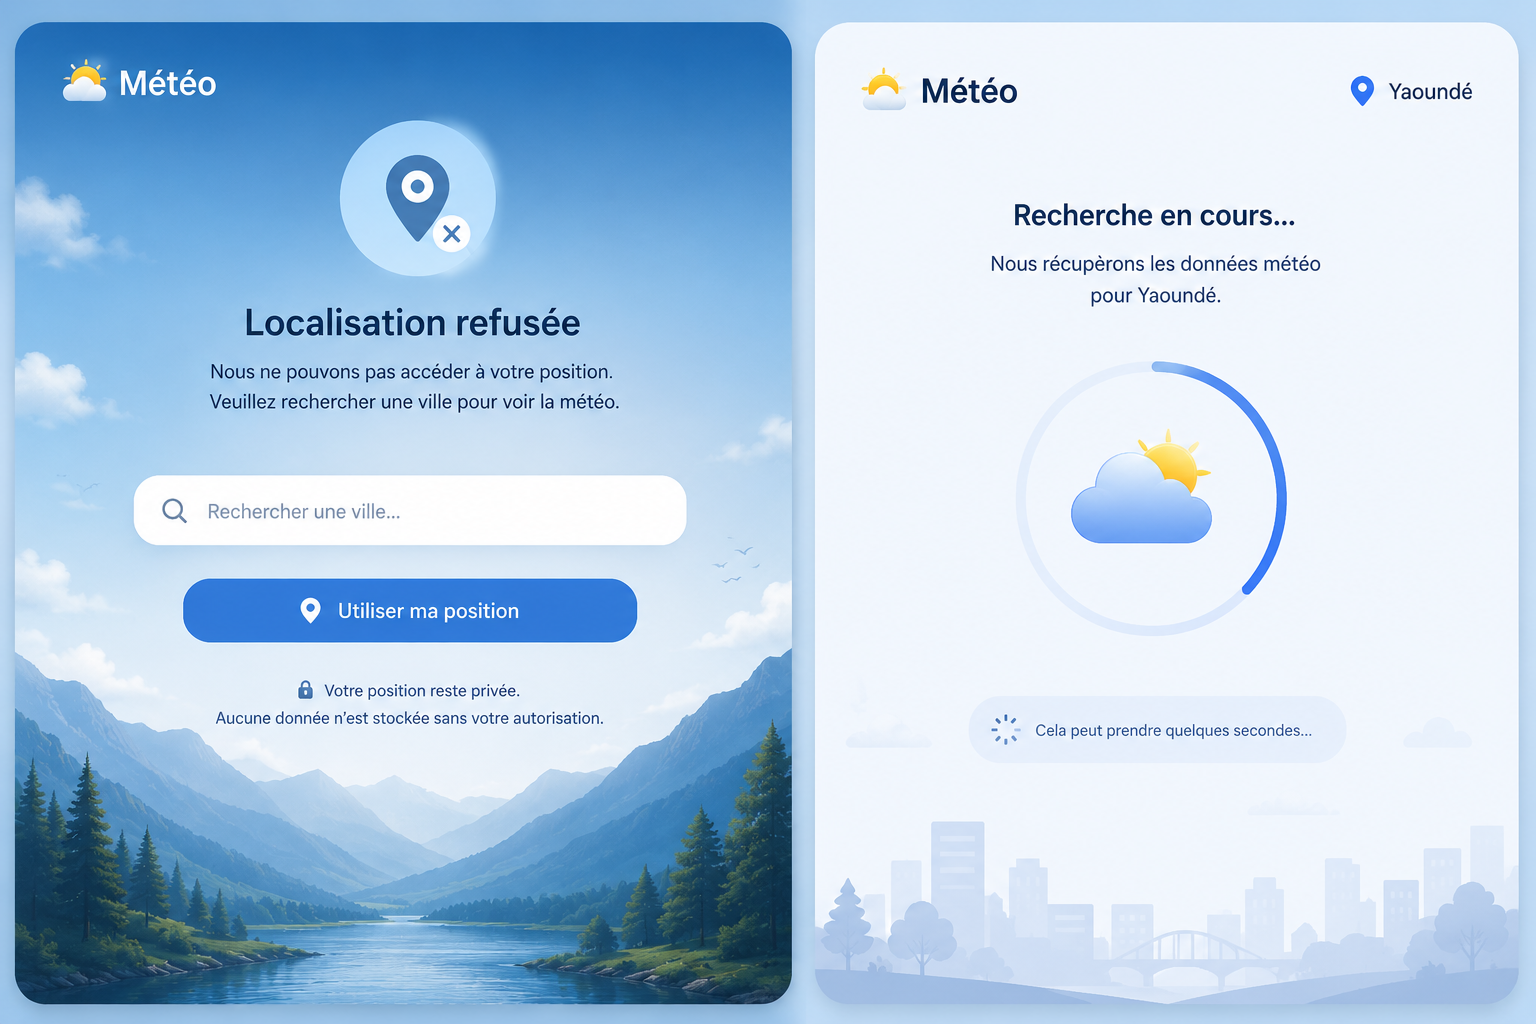 Météo
Localisation refusée
Nous ne pouvons pas accéder à votre position.
Veuillez rechercher une ville pour voir la météo.
Rechercher une ville...
Utiliser ma position
Votre position reste privée.
Aucune donnée n'est stockée sans votre autorisation.
Météo
Yaoundé
Recherche en cours...
Nous récupèrons les données météo
pour Yaoundé.
Cela peut prendre quelques secondes...